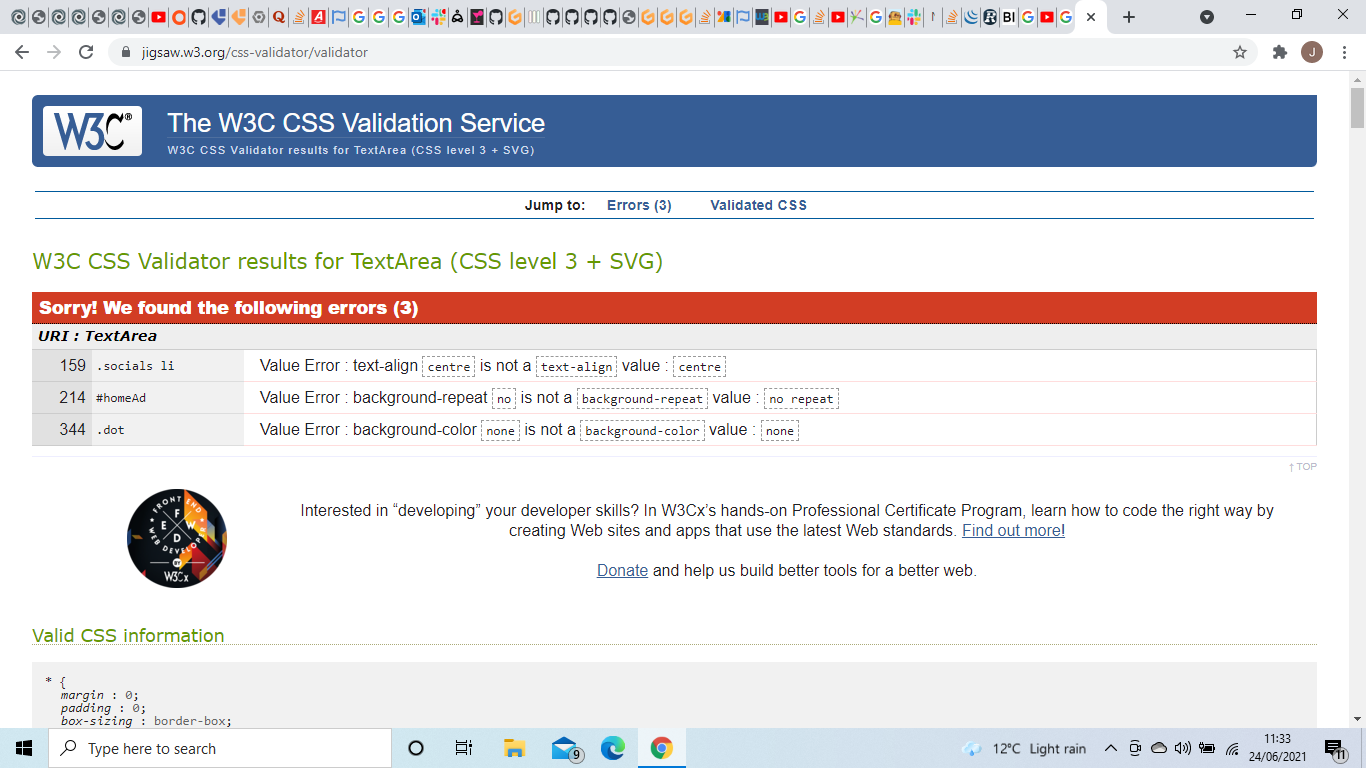 jigsaw.w3.org/css-validator/validator
J
W3C®
The W3C CSS Validation Service
W3C CSS Validator results for TextArea (CSS level 3 + SVG)
Jump to: Errors (3) Validated CSS
W3C CSS Validator results for TextArea (CSS level 3 + SVG)
Sorry! We found the following errors (3)
URI : TextArea
159 .socials li Value Error : text-align centre is not a text-align value : centre
214 #homeAd Value Error : background-repeat no is not a background-repeat value : no repeat
344 .dot Value Error : background-color none is not a background-color value : none
↑ TOP
FRONT END
E F W D
WEB DEVELOPER
BY
W3Cx
Interested in “developing” your developer skills? In W3Cx’s hands-on Professional Certificate Program, learn how to code the right way by
creating Web sites and apps that use the latest Web standards. Find out more!
Donate and help us build better tools for a better web.
Valid CSS information
* {
margin : 0;
padding : 0;
box-sizing : border-box;
Type here to search
9
12°C Light rain
11:33
24/06/2021
11